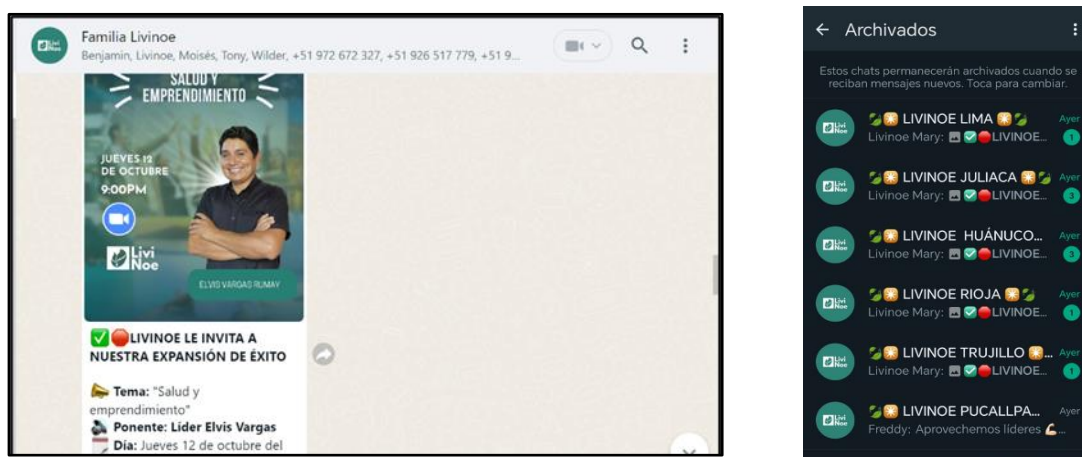 Familia Livinoe
Benjamin, Livinoe, Moisés, Tony, Wilder, +51 972 672 327, +51 926 517 779, +51 9...
SALUD Y
EMPRENDIMIENTO
JUEVES 12
DE OCTUBRE
9:00PM
Livi
Noe
ELVIS VARGAS RUMAY
✅🛑LIVINOE LE INVITA A
NUESTRA EXPANSIÓN DE ÉXITO
Tema: "Salud y
emprendimiento"
Ponente: Líder Elvis Vargas
Día: Jueves 12 de octubre del
Archivados
Estos chats permanecerán archivados cuando se
reciban mensajes nuevos. Toca para cambiar.
LIVINOE LIMA Ayer
Livinoe Mary: ✅🛑LIVINOE... 1
LIVINOE JULIACA Ayer
Livinoe Mary: ✅🛑LIVINOE... 3
LIVINOE HUÁNUCO... Ayer
Livinoe Mary: ✅🛑LIVINOE... 3
LIVINOE RIOJA Ayer
Livinoe Mary: ✅🛑LIVINOE... 1
LIVINOE TRUJILLO ... Ayer
Livinoe Mary: ✅🛑LIVINOE... 1
LIVINOE PUCALLPA... Ayer
Freddy: Aprovechemos líderes 💪...